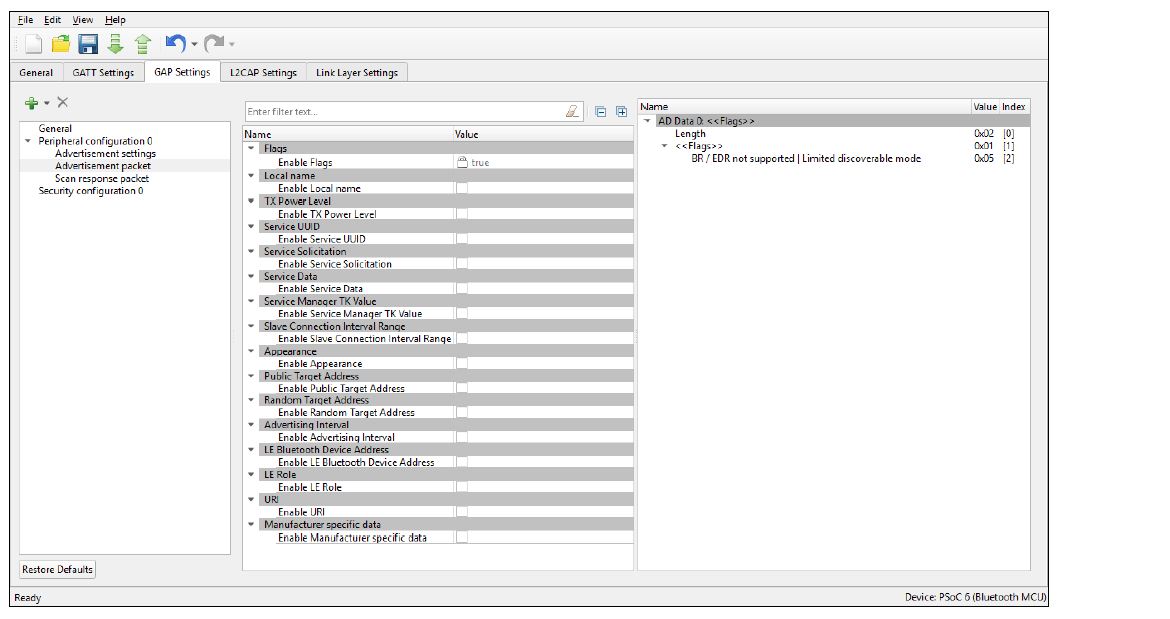 File Edit View Help
General GATT Settings GAP Settings L2CAP Settings Link Layer Settings
General
Peripheral configuration 0
Advertisement settings
Advertisement packet
Scan response packet
Security configuration 0
Restore Defaults
Enter filter text...
Name Value
Flags
Enable Flags true
Local name
Enable Local name
TX Power Level
Enable TX Power Level
Service UUID
Enable Service UUID
Service Solicitation
Enable Service Solicitation
Service Data
Enable Service Data
Service Manager TK Value
Enable Service Manager TK Value
Slave Connection Interval Range
Enable Slave Connection Interval Range
Appearance
Enable Appearance
Public Target Address
Enable Public Target Address
Random Target Address
Enable Random Target Address
Advertising Interval
Enable Advertising Interval
LE Bluetooth Device Address
Enable LE Bluetooth Device Address
LE Role
Enable LE Role
URI
Enable URI
Manufacturer specific data
Enable Manufacturer specific data
Name Value Index
AD Data 0: <<Flags>>
Length 0x02 [0]
<<Flags>> 0x01 [1]
BR / EDR not supported | Limited discoverable mode 0x05 [2]
Ready Device: PSoC 6 (Bluetooth MCU)